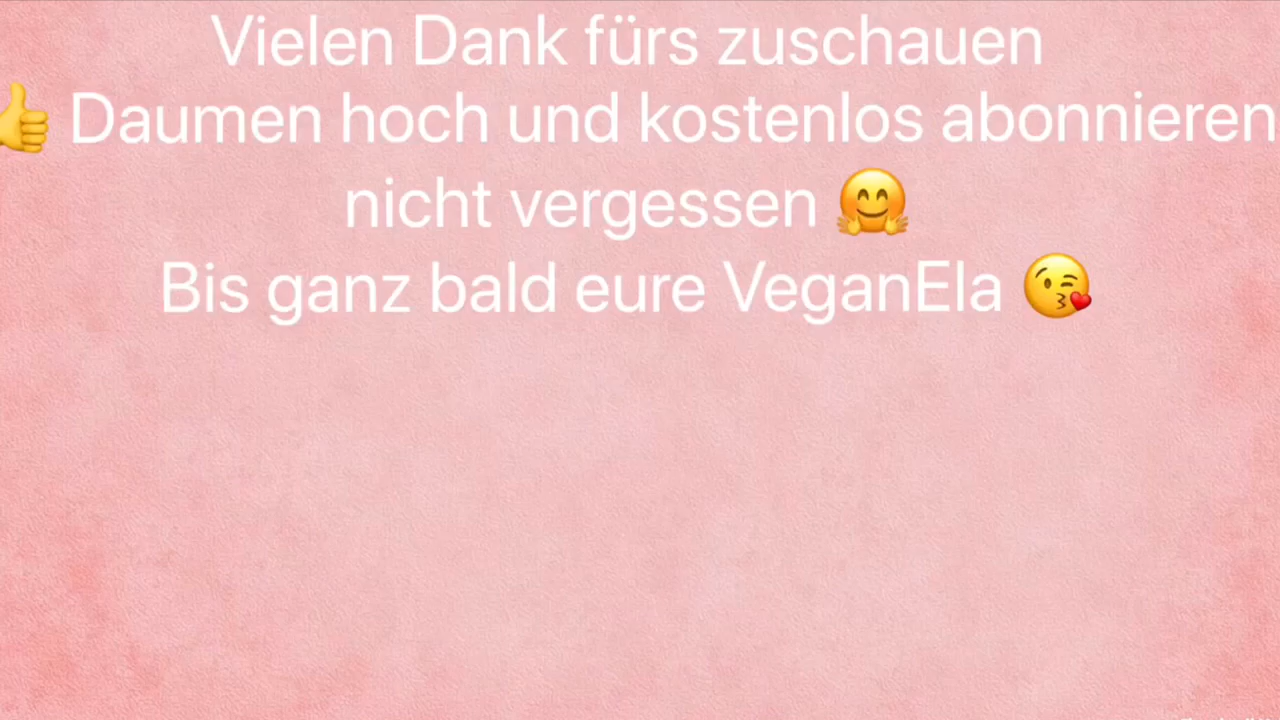 Vielen Dank fürs zuschauen
👍 Daumen hoch und kostenlos abonnieren
nicht vergessen 🤗
Bis ganz bald eure VeganEla 😘